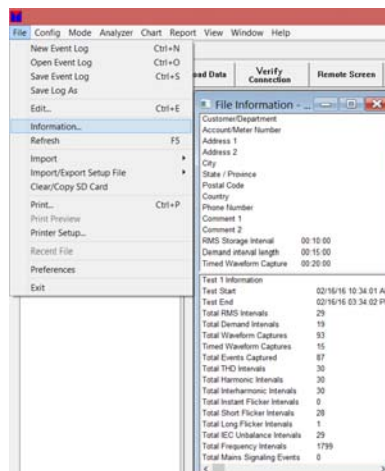 File Config Mode Analyzer Chart Report View Window Help
New Event Log Ctrl+N
Open Event Log Ctrl+O
Save Event Log Ctrl+S
Save Log As
Edit... Ctrl+E
Information...
Refresh F5
Import
Import/Export Setup File
Clear/Copy SD Card
Print... Ctrl+P
Print Preview
Printer Setup...
Recent File
Preferences
Exit
ad Data
Verify
Connection
Remote Screen
File Information - ...
Customer/Department
Account/Meter Number
Address 1
Address 2
City
State / Province
Postal Code
Country
Phone Number
Comment 1
Comment 2
RMS Storage Interval 00:10:00
Demand interval length 00:15:00
Timed Waveform Capture 00:20:00
Test 1 Information
Test Start 02/16/16 10:34:01 A
Test End 02/16/16 03:34:02 P
Total RMS Intervals 29
Total Demand Intervals 19
Total Waveform Captures 93
Timed Waveform Captures 15
Total Events Captured 87
Total THD Intervals 30
Total Harmonic Intervals 30
Total Interharmonic Intervals 30
Total Instant Flicker Intervals 0
Total Short Flicker Intervals 28
Total Long Flicker Intervals 1
Total IEC Unbalance Intervals 29
Total Frequency Intervals 1799
Total Mains Signaling Events 0